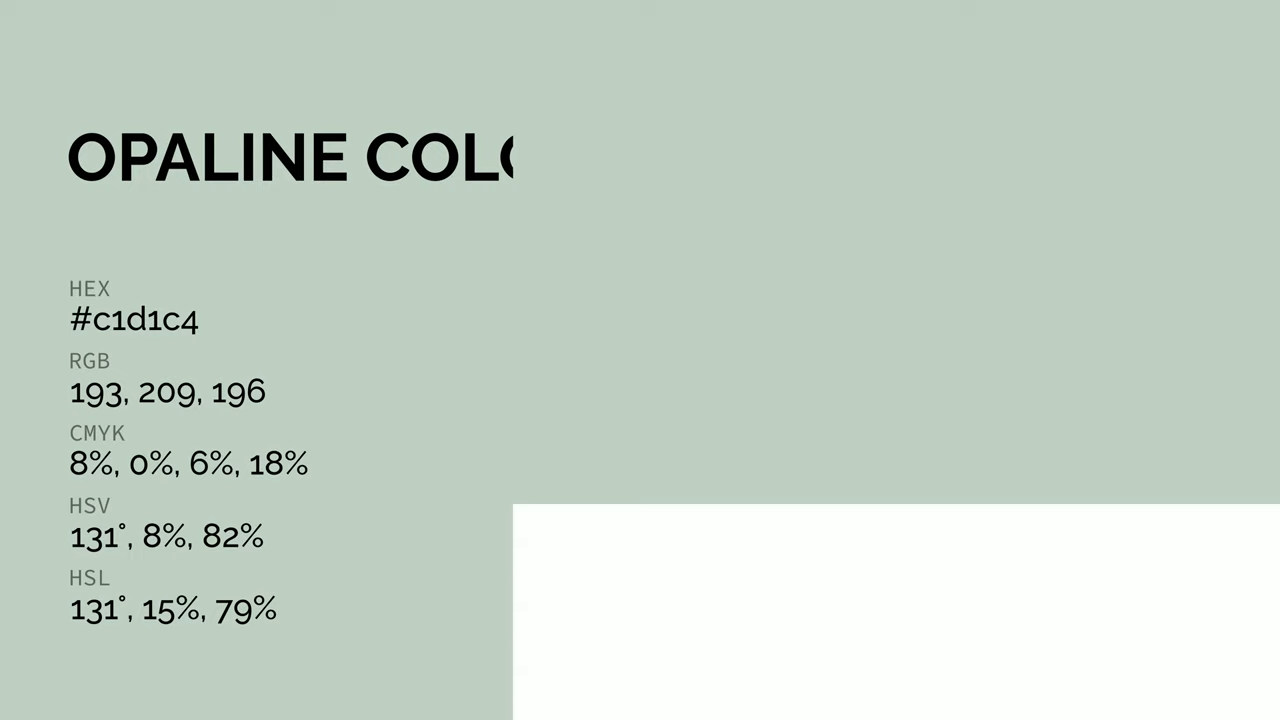 OPALINE COL
HEX
#c1d1c4
RGB
193, 209, 196
CMYK
8%, 0%, 6%, 18%
HSV
131°, 8%, 82%
HSL
131°, 15%, 79%